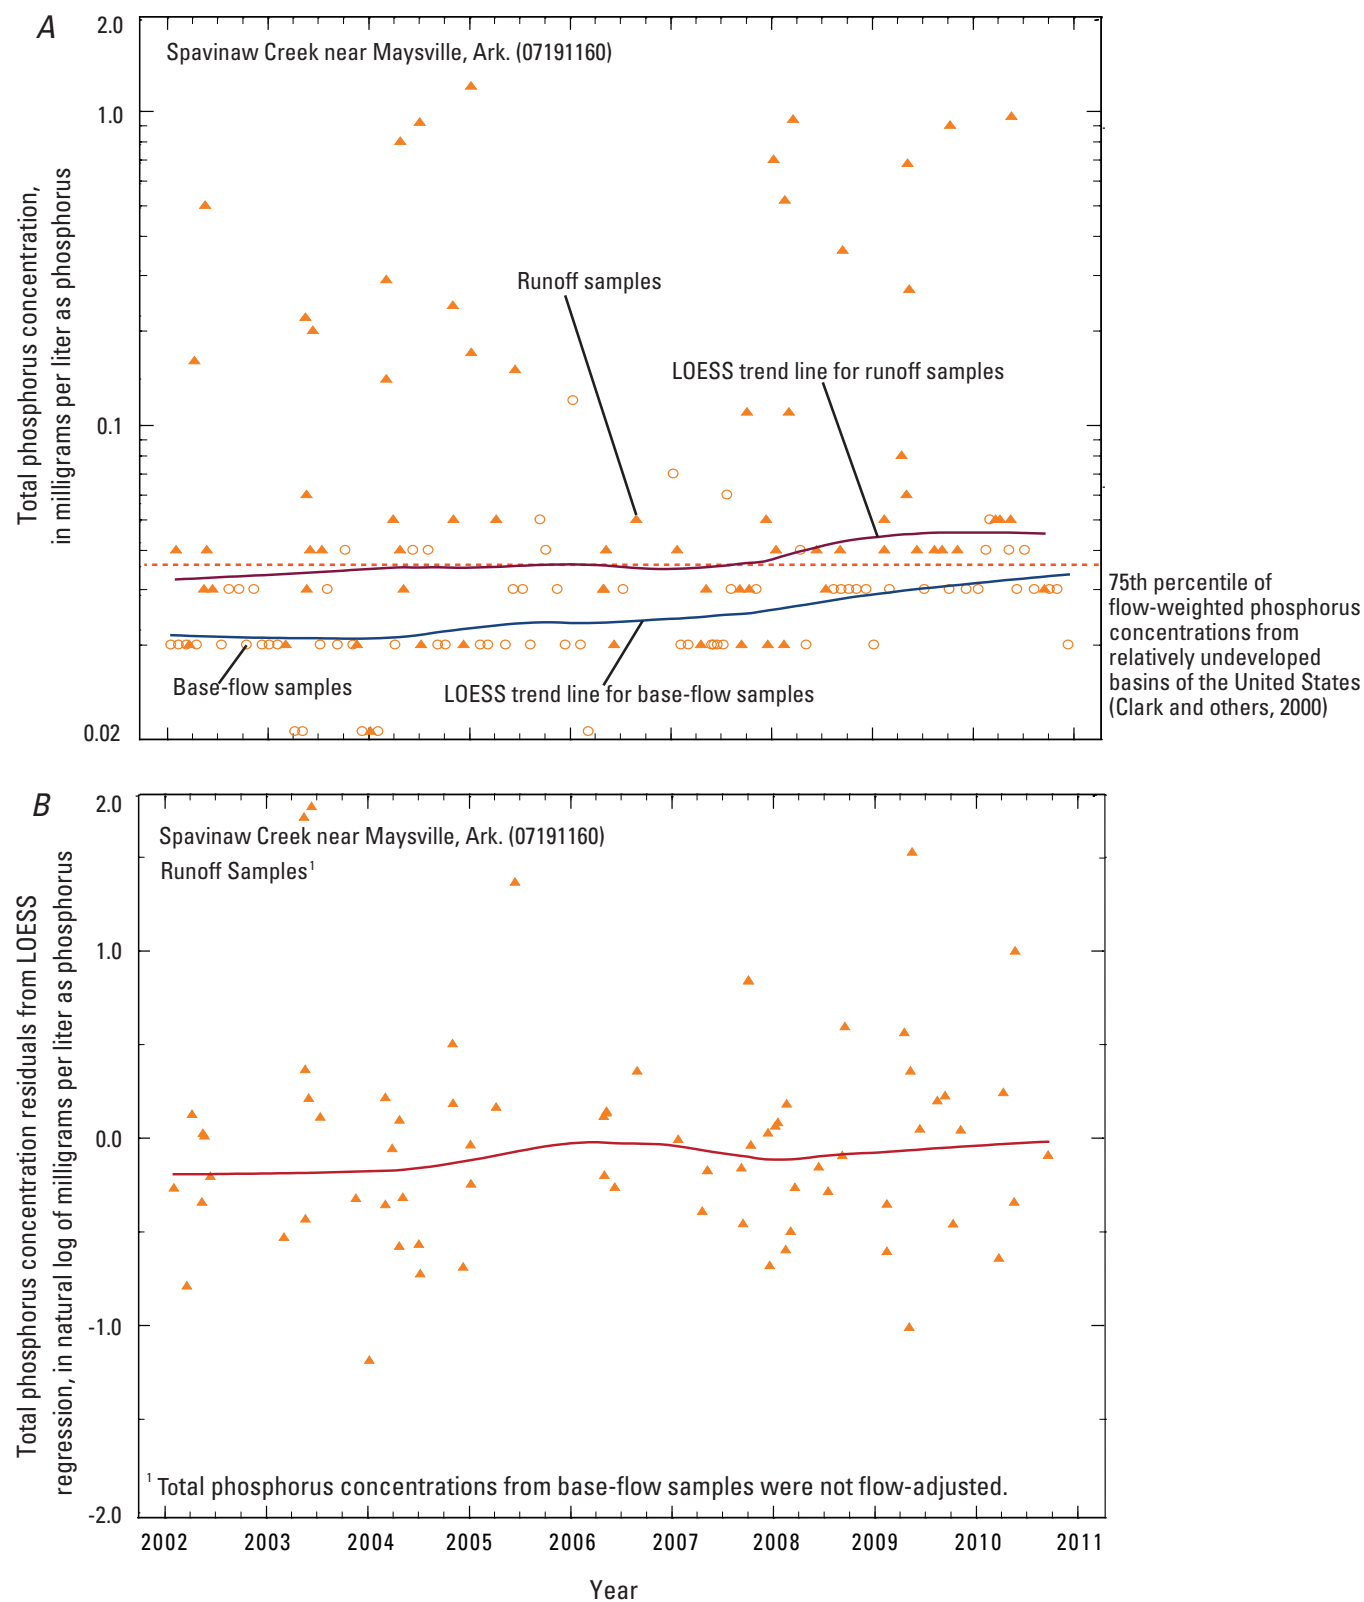 A
Spavinaw Creek near Maysville, Ark. (07191160)
2.0
1.0
0.1
0.02
Total phosphorus concentration,
in milligrams per liter as phosphorus
Runoff samples
LOESS trend line for runoff samples
Base-flow samples
LOESS trend line for base-flow samples
75th percentile of
flow-weighted phosphorus
concentrations from
relatively undeveloped
basins of the United States
(Clark and others, 2000)
B
Spavinaw Creek near Maysville, Ark. (07191160)
Runoff Samples¹
2.0
1.0
0.0
-1.0
-2.0
Total phosphorus concentration residuals from LOESS
regression, in natural log of milligrams per liter as phosphorus
¹ Total phosphorus concentrations from base-flow samples were not flow-adjusted.
2002 2003 2004 2005 2006 2007 2008 2009 2010 2011
Year